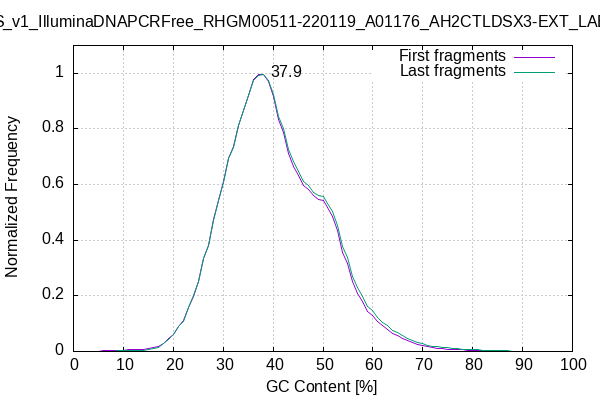 S_v1_IlluminaDNAPCRFree_RHGM00511-220119_A01176_AH2CTLDSX3-EXT_LAB
First fragments
Last fragments
37.9
1
0.8
0.6
0.4
0.2
0
Normalized Frequency
0 10 20 30 40 50 60 70 80 90 100
GC Content [%]